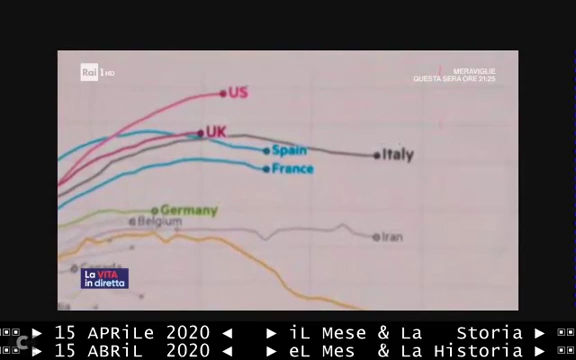 Rai 1 HD
MERAVIGLIE
QUESTA SERA ORE 21:25
US
UK
Spain
Italy
France
Germany
Belgium
Iran
Canada
La VITA
in diretta
15 APRiLe 2020 ◀ ▶ iL Mese & La Storia ▶
15 ABRiL 2020 ◀ ▶ eL Mes & La Historia ▶